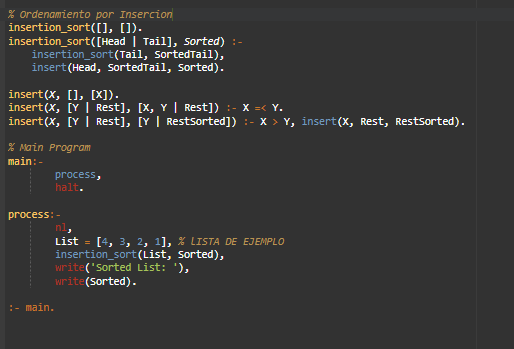 % Ordenamiento por Insercion
insertion_sort([], []).
insertion_sort([Head | Tail], Sorted) :-
    insertion_sort(Tail, SortedTail),
    insert(Head, SortedTail, Sorted).

insert(X, [], [X]).
insert(X, [Y | Rest], [X, Y | Rest]) :- X =< Y.
insert(X, [Y | Rest], [Y | RestSorted]) :- X > Y, insert(X, Rest, RestSorted).

% Main Program
main:-
        process,
        halt.

process:-
        nl,
        List = [4, 3, 2, 1], % lISTA DE EJEMPLO
        insertion_sort(List, Sorted),
        write('Sorted List: '),
        write(Sorted).

:- main.